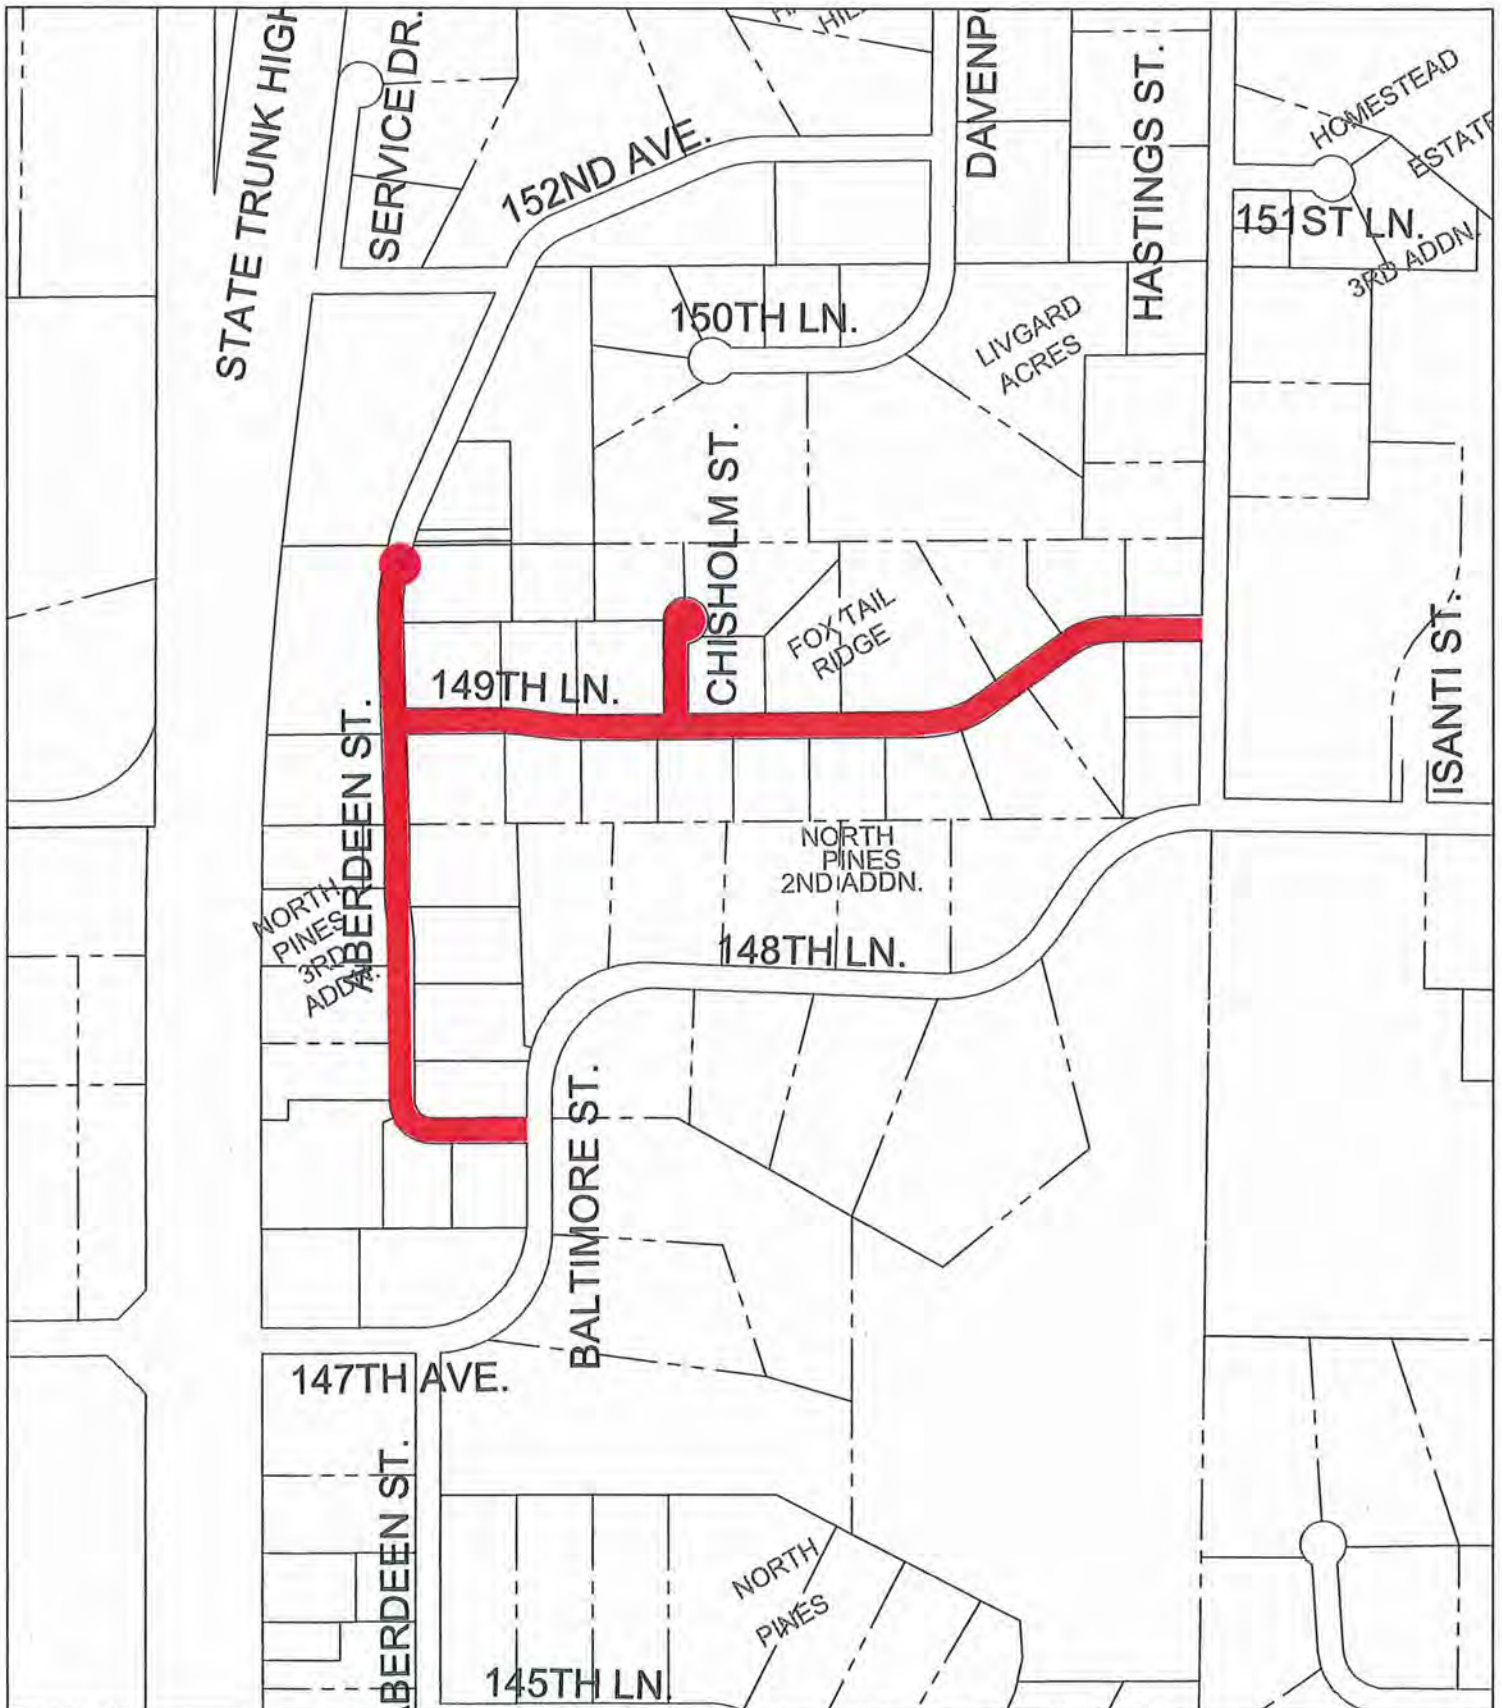 STATE TRUNK HIGH
SERVICE DR.
HILL
152ND AVE.
HASTINGS ST.
HOMESTEAD
ESTATE
3RD ADDN.
151ST LN.
150TH LN.
LIVGARD
ACRES
CHISHOLM ST.
FOXTAIL
RIDGE
149TH LN.
ISANTI ST.
ABERDEEN ST.
NORTH
PINES
3RD
ADDN.
NORTH
PINES
2ND ADDN.
148TH LN.
BALTIMORE ST.
147TH AVE.
ABERDEEN ST.
NORTH
PINES
145TH LN.